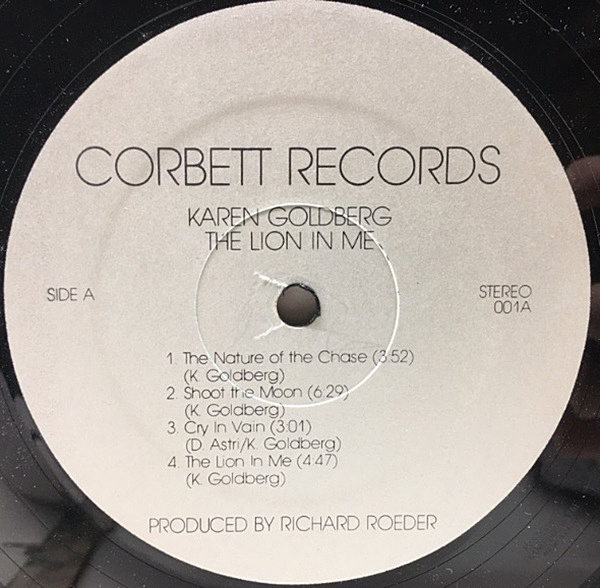 CORBETT RECORDS
KAREN GOLDBERG
THE LION IN ME
SIDE A
STEREO
001A
1. The Nature of the Chase (3:52)
(K. Goldberg)
2. Shoot the Moon (6:29)
(K. Goldberg)
3. Cry In Vain (3:01)
(D. Astri/K. Goldberg)
4. The Lion In Me (4:47)
(K. Goldberg)
PRODUCED BY RICHARD ROEDER